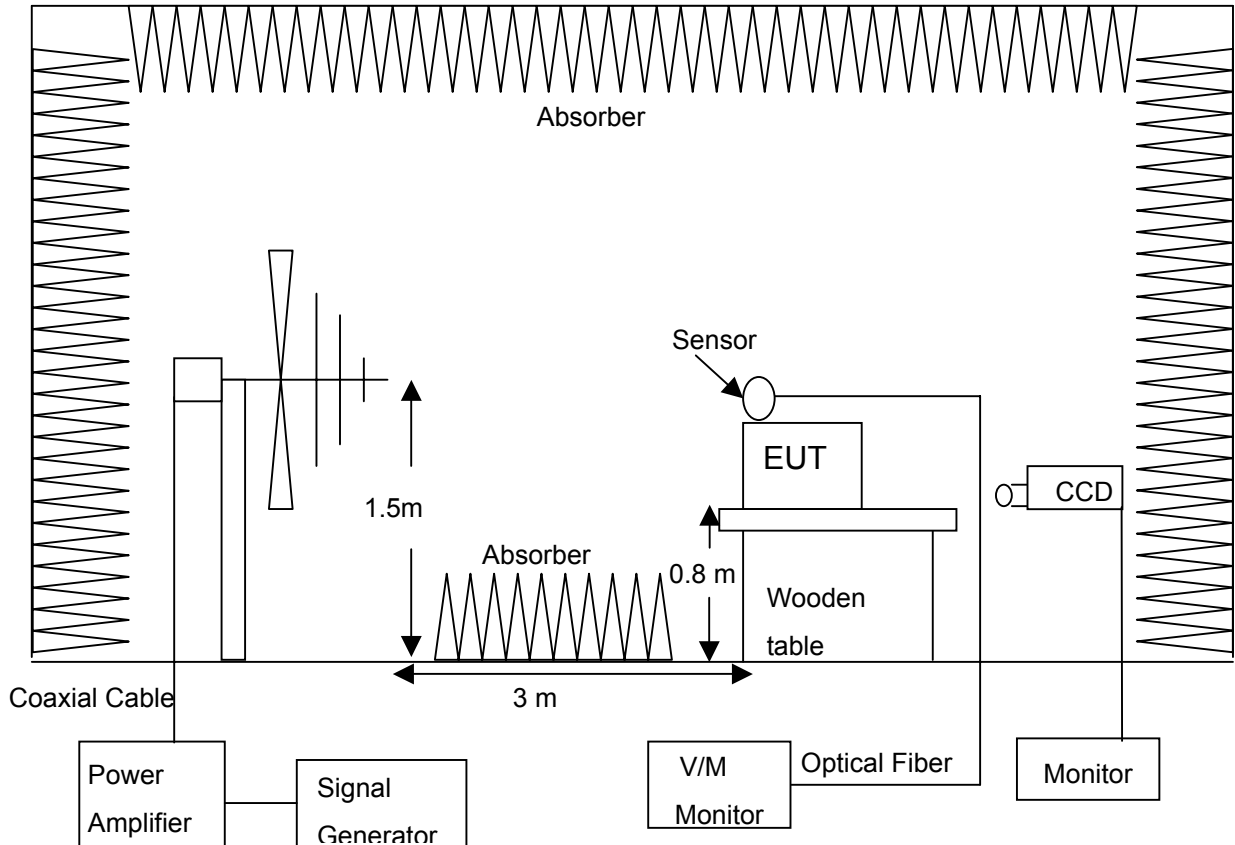 Absorber
Sensor
EUT
CCD
1.5m
Absorber
0.8 m
Wooden
table
Coaxial Cable
3 m
Power
Amplifier
Signal
Generator
V/M
Monitor
Optical Fiber
Monitor